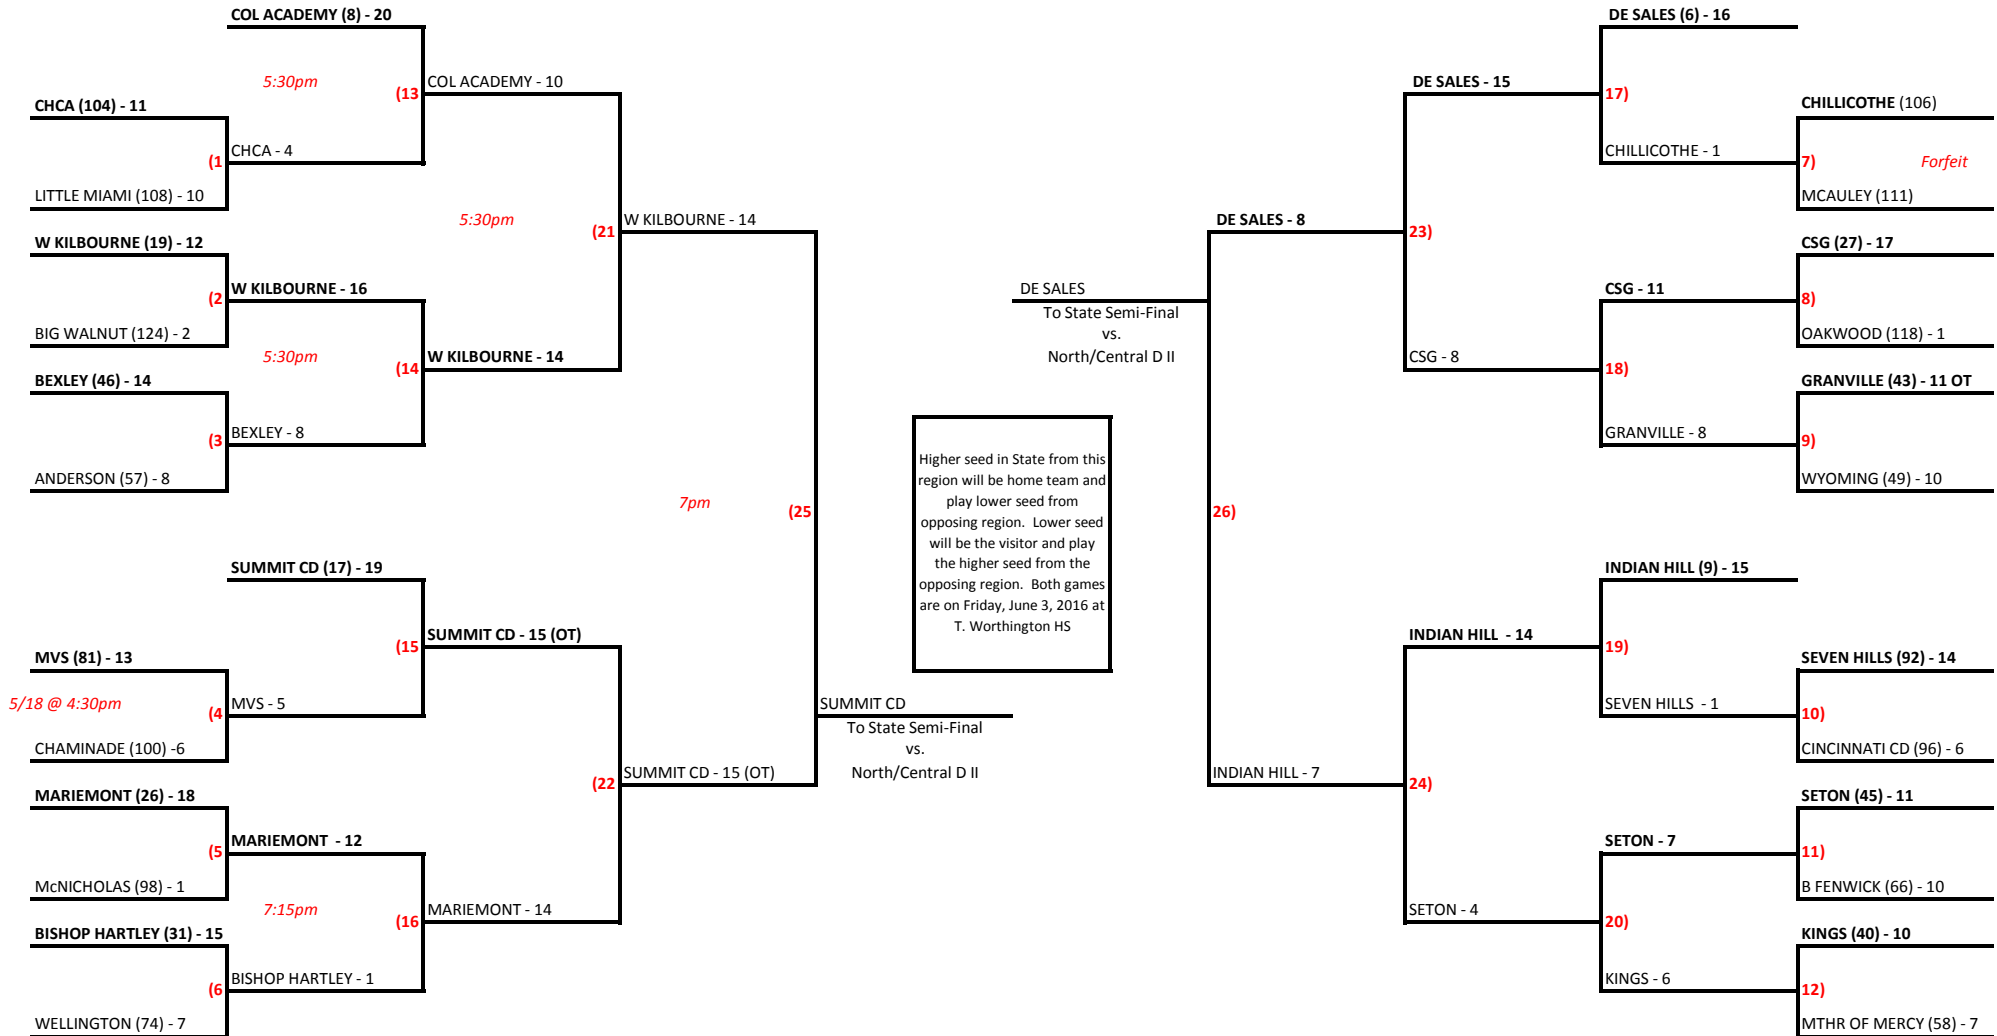 COL ACADEMY (8) - 20
5:30pm
(13
COL ACADEMY - 10
CHCA (104) - 11
(1
CHCA - 4
LITTLE MIAMI (108) - 10
5:30pm
(21
W KILBOURNE - 14
W KILBOURNE (19) - 12
(2
W KILBOURNE - 16
BIG WALNUT (124) - 2
5:30pm
(14
W KILBOURNE - 14
BEXLEY (46) - 14
(3
BEXLEY - 8
ANDERSON (57) - 8
7pm
(25
SUMMIT CD (17) - 19
(15
SUMMIT CD - 15 (OT)
MVS (81) - 13
5/18 @ 4:30pm
(4
MVS - 5
CHAMINADE (100) -6
(22
SUMMIT CD - 15 (OT)
MARIEMONT (26) - 18
(5
MARIEMONT  - 12
McNICHOLAS (98) - 1
7:15pm
(16
MARIEMONT - 14
BISHOP HARTLEY (31) - 15
(6
BISHOP HARTLEY - 1
WELLINGTON (74) - 7
SUMMIT CD
To State Semi-Final
vs.
North/Central D II
DE SALES
To State Semi-Final
vs.
North/Central D II
Higher seed in State from this
region will be home team and
play lower seed from
opposing region.  Lower seed
will be the visitor and play
the higher seed from the
opposing region.  Both games
are on Friday, June 3, 2016 at
T. Worthington HS
DE SALES (6) - 16
DE SALES - 15
17)
CHILLICOTHE (106)
CHILLICOTHE - 1
7)
Forfeit
MCAULEY (111)
DE SALES - 8
23)
CSG (27) - 17
CSG - 11
8)
OAKWOOD (118) - 1
CSG - 8
18)
GRANVILLE (43) - 11 OT
GRANVILLE - 8
9)
WYOMING (49) - 10
26)
INDIAN HILL (9) - 15
INDIAN HILL  - 14
19)
SEVEN HILLS (92) - 14
SEVEN HILLS  - 1
10)
CINCINNATI CD (96) - 6
INDIAN HILL - 7
24)
SETON (45) - 11
SETON - 7
11)
B FENWICK (66) - 10
SETON - 4
20)
KINGS (40) - 10
KINGS - 6
12)
MTHR OF MERCY (58) - 7